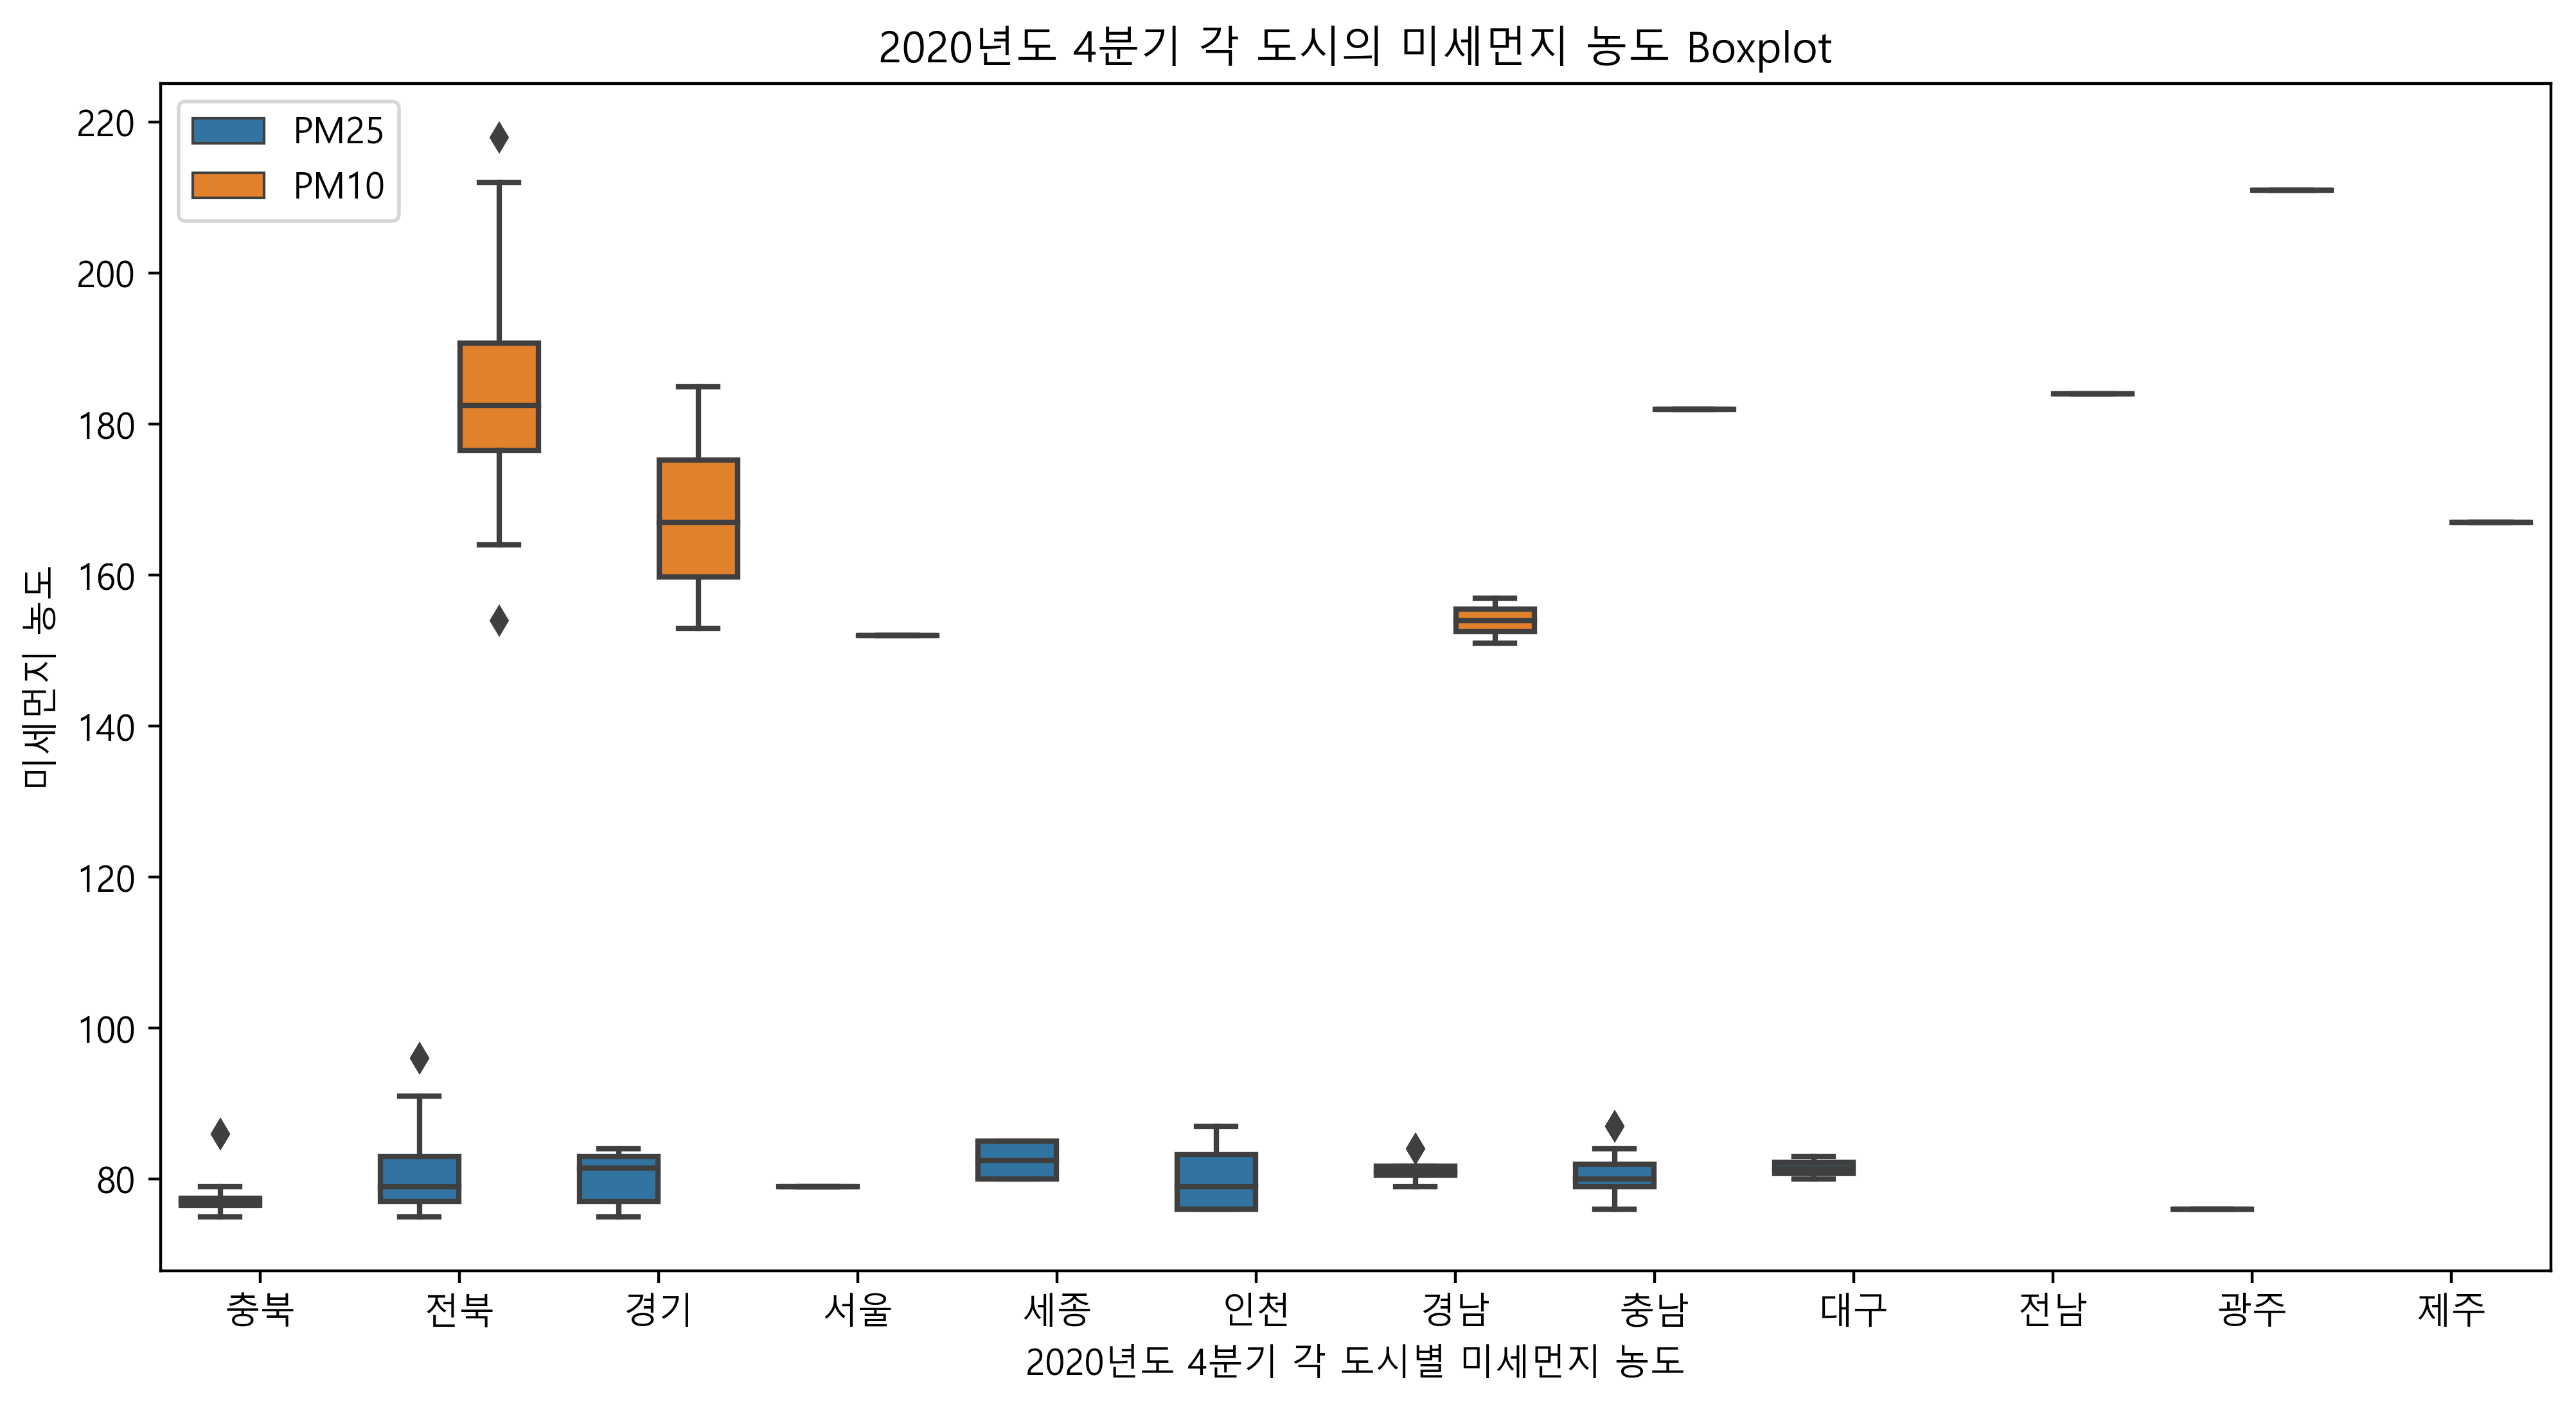 2020년도 4분기 각 도시의 미세먼지 농도 Boxplot
PM25
PM10
220
200
180
160
140
120
100
80
미세먼지 농도
충북 전북 경기 서울 세종 인천 경남 충남 대구 전남 광주 제주
2020년도 4분기 각 도시별 미세먼지 농도